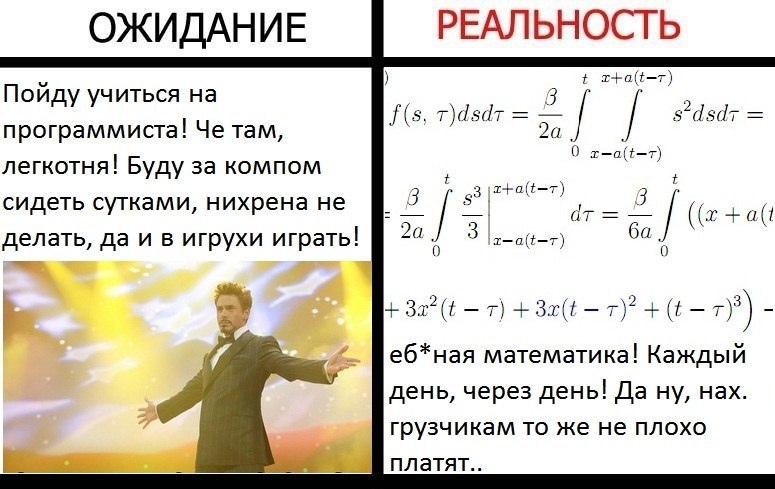 ОЖИДАНИЕ
РЕАЛЬНОСТЬ
Пойду учиться на
программиста! Че там,
легкотня! Буду за компом
сидеть сутками, нихрена не
делать, да и в игрухи играть!
) f(s, τ)dsdτ = β/2a ∫₀ᵗ ∫_{x−a(t−τ)}^{x+a(t−τ)} s²dsdτ =
= β/2a ∫₀ᵗ s³/3 |_{x−a(t−τ)}^{x+a(t−τ)} dτ = β/6a ∫₀ᵗ ((x + a(t
+ 3x²(t − τ) + 3x(t − τ)² + (t − τ)³) −
еб*ная математика! Каждый
день, через день! Да ну, нах.
грузчикам то же не плохо
платят..